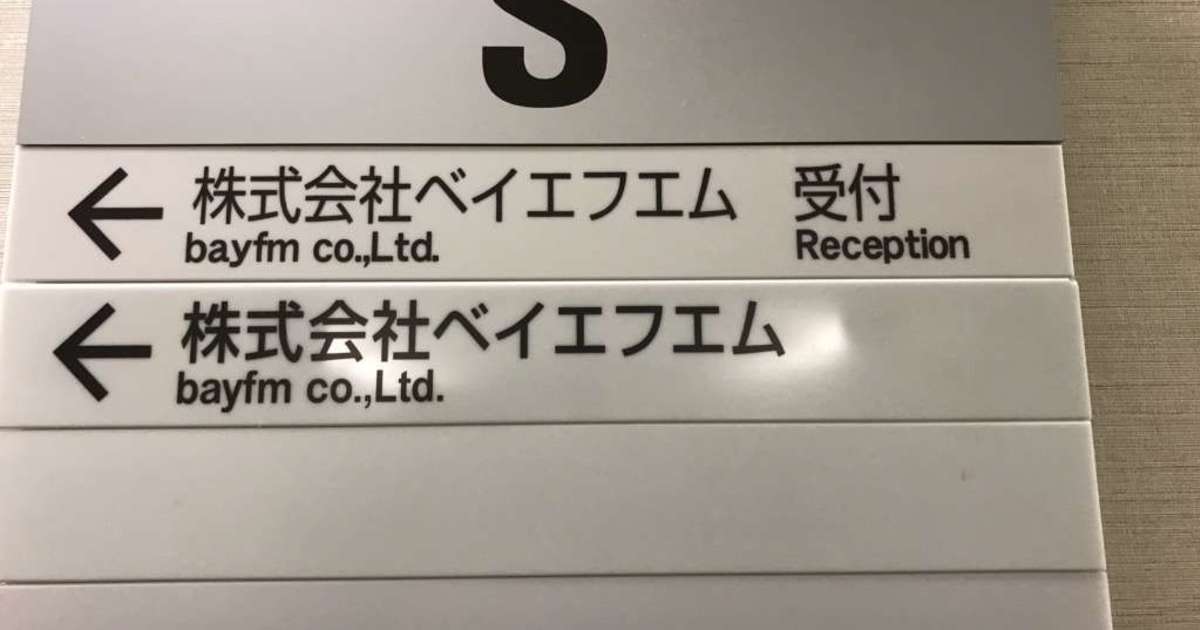 S
株式会社ベイエフエム 受付
bayfm co.,Ltd. Reception
株式会社ベイエフエム
bayfm co.,Ltd.